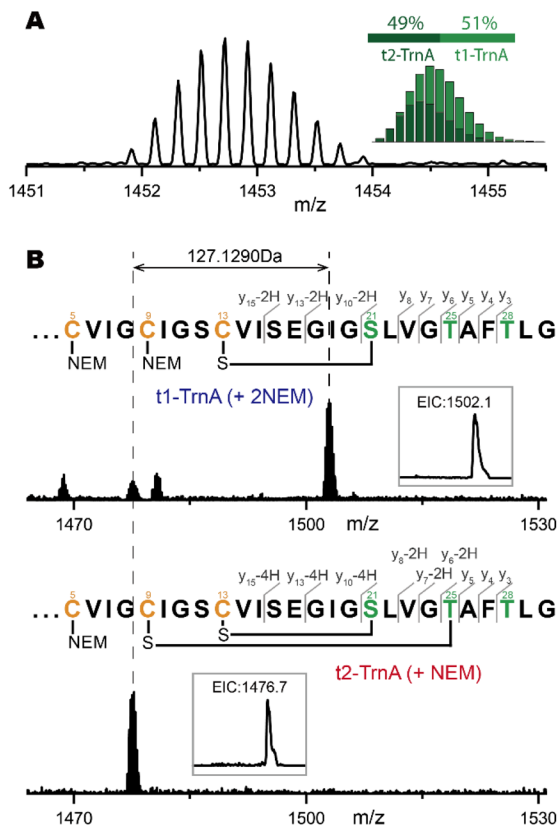 A
49% 51%
t2-TrnA t1-TrnA
1451 1452 1453 1454 1455
m/z
B
127.1290Da
y15-2H y13-2H y10-2H y8 y7 y6 y5 y4 y3
5 9 13 21 25 28
...CVIGCIGSCVISEGIGSLVGTAFTLG
NEM NEM S
t1-TrnA (+ 2NEM)
EIC:1502.1
1470 1500 m/z 1530
y8-2H y6-2H
y15-4H y13-4H y10-4H y7-2H y5 y4 y3
5 9 13 21 25 28
...CVIGCIGSCVISEGIGSLVGTAFTLG
NEM S S
t2-TrnA (+ NEM)
EIC:1476.7
1470 1500 m/z 1530